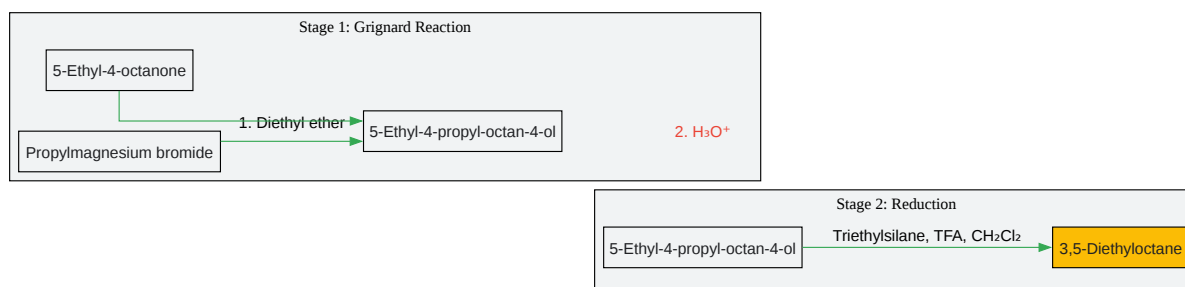 Stage 1: Grignard Reaction
5-Ethyl-4-octanone
1. Diethyl ether
5-Ethyl-4-propyl-octan-4-ol
2. H₃O⁺
Propylmagnesium bromide
Stage 2: Reduction
5-Ethyl-4-propyl-octan-4-ol
Triethylsilane, TFA, CH₂Cl₂
3,5-Diethyloctane